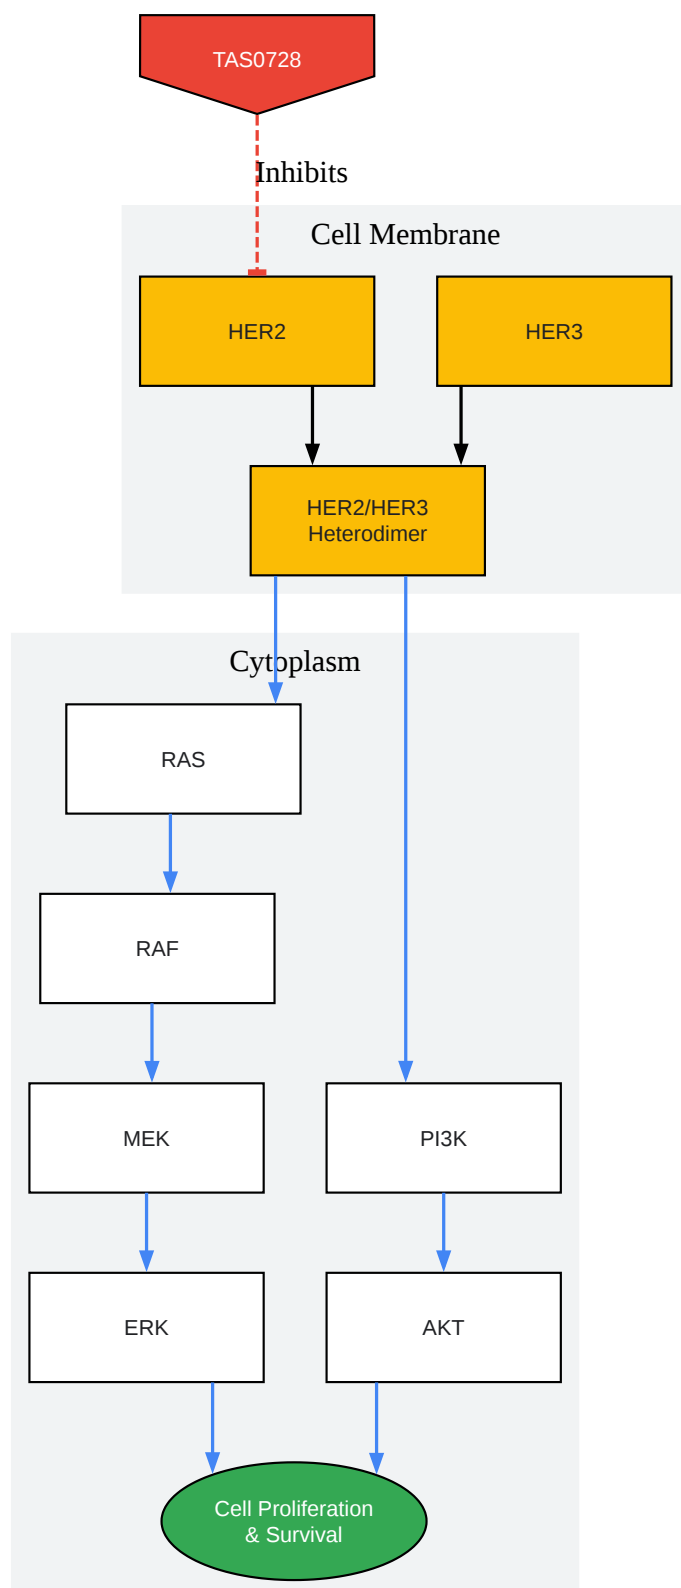 TAS0728
Inhibits
Cell Membrane
HER2
HER3
HER2/HER3
Heterodimer
Cytoplasm
RAS
RAF
MEK
PI3K
ERK
AKT
Cell Proliferation
& Survival